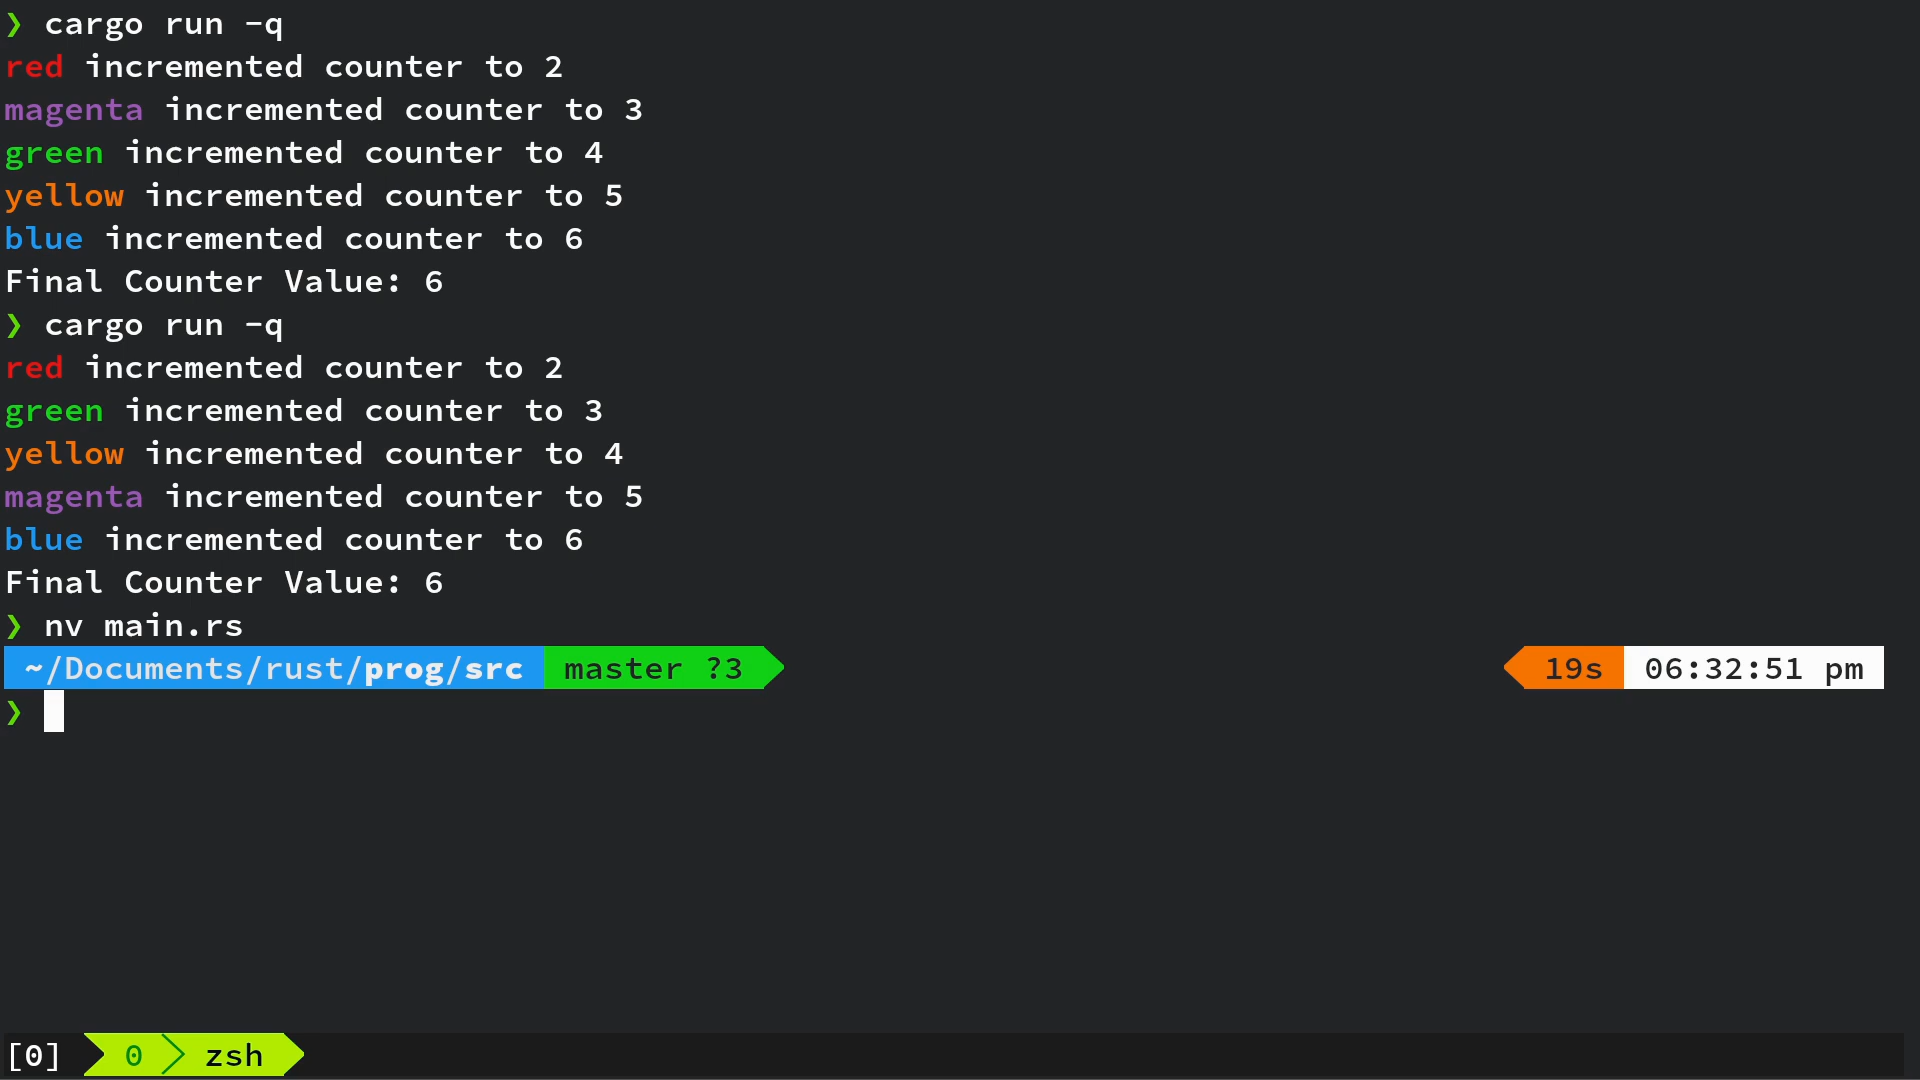 ❯ cargo run -q
red incremented counter to 2
magenta incremented counter to 3
green incremented counter to 4
yellow incremented counter to 5
blue incremented counter to 6
Final Counter Value: 6
❯ cargo run -q
red incremented counter to 2
green incremented counter to 3
yellow incremented counter to 4
magenta incremented counter to 5
blue incremented counter to 6
Final Counter Value: 6
❯ nv main.rs
~/Documents/rust/prog/src master ?3 19s 06:32:51 pm
❯
[0] 0 zsh